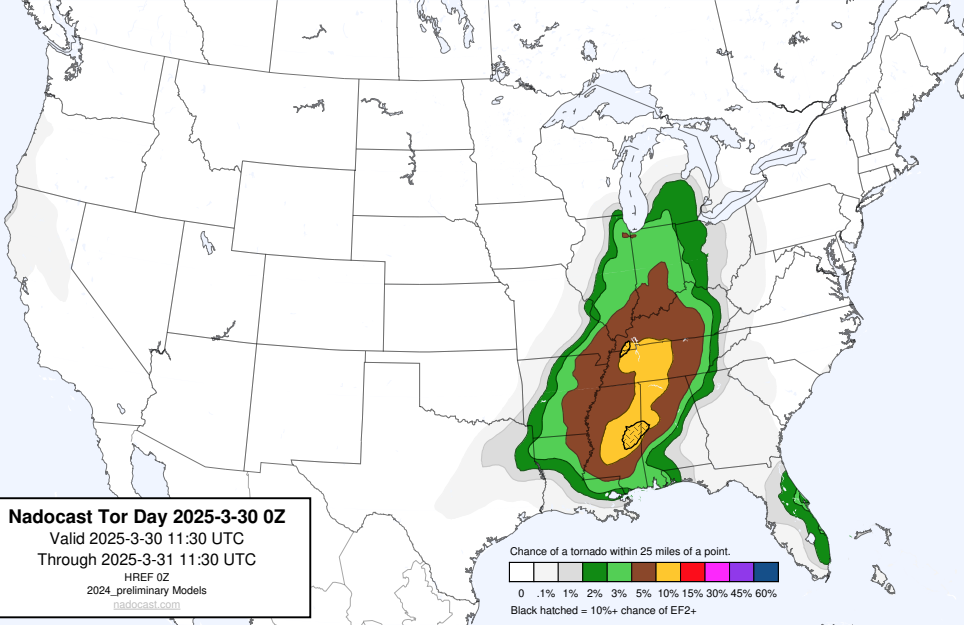 Nadocast Tor Day 2025-3-30 0Z
Valid 2025-3-30 11:30 UTC
Through 2025-3-31 11:30 UTC
HREF 0Z
2024_preliminary Models
nadocast.com
Chance of a tornado within 25 miles of a point.
0 .1% 1% 2% 3% 5% 10% 15% 30% 45% 60%
Black hatched = 10%+ chance of EF2+